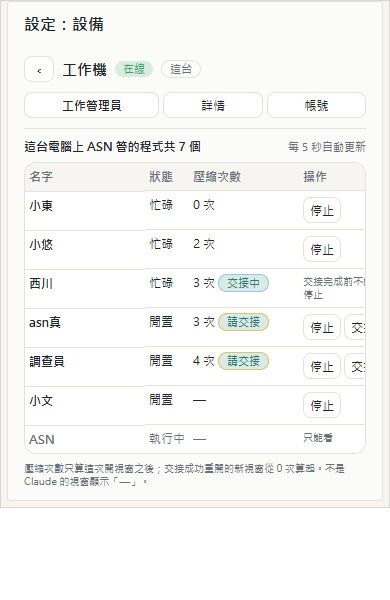 設定：設備
‹ 工作機 在線 這台
工作管理員 詳情 帳號
這台電腦上 ASN 管的程式共 7 個 每 5 秒自動更新
名字 狀態 壓縮次數 操作
小東 忙碌 0 次 停止
小悠 忙碌 2 次 停止
西川 忙碌 3 次 交接中 交接完成前不
停止
asn真 閒置 3 次 請交接 停止 交
調查員 閒置 4 次 請交接 停止 交
小文 閒置 — 停止
ASN 執行中 — 只能看
壓縮次數只算這次開視窗之後；交接成功重開的新視窗從 0 次算起。不是
Claude 的視窗顯示「—」。